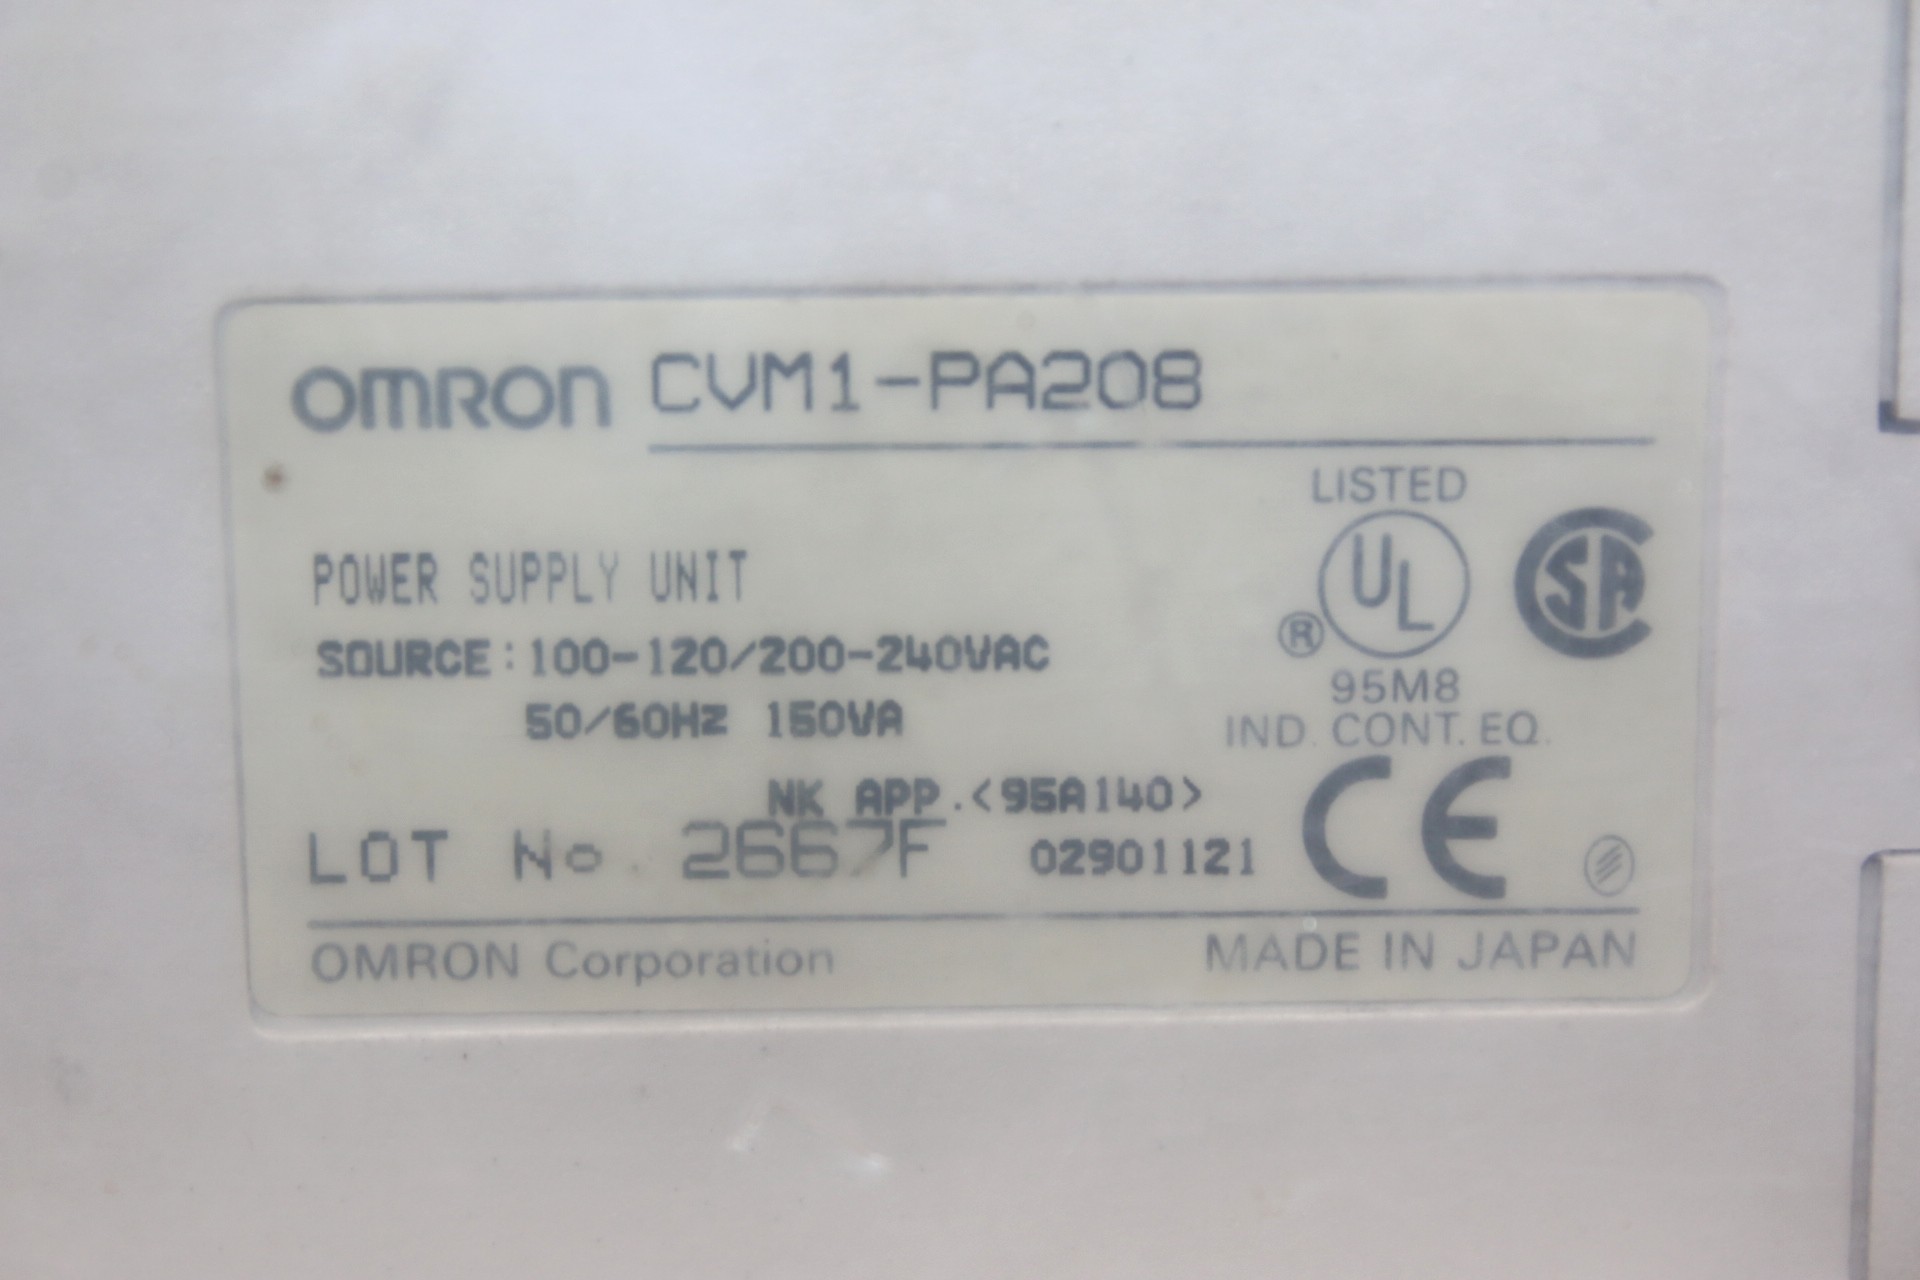 OMRON CVM1-PA208
LISTED
UL
®
SA
95M8
IND. CONT. EQ.
POWER SUPPLY UNIT
SOURCE: 100-120/200-240VAC
50/60HZ 150VA
NK APP.<95A140>
LOT No. 2667F 02901121
CE
OMRON Corporation MADE IN JAPAN